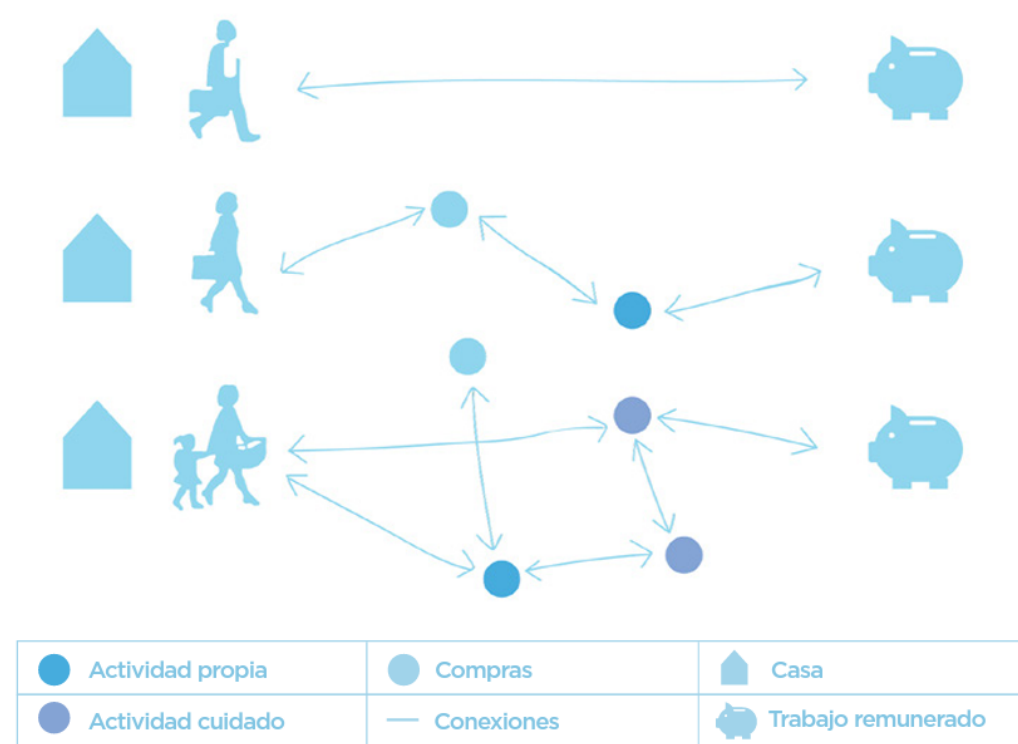 Actividad propia
Compras
Casa
Actividad cuidado
Conexiones
Trabajo remunerado